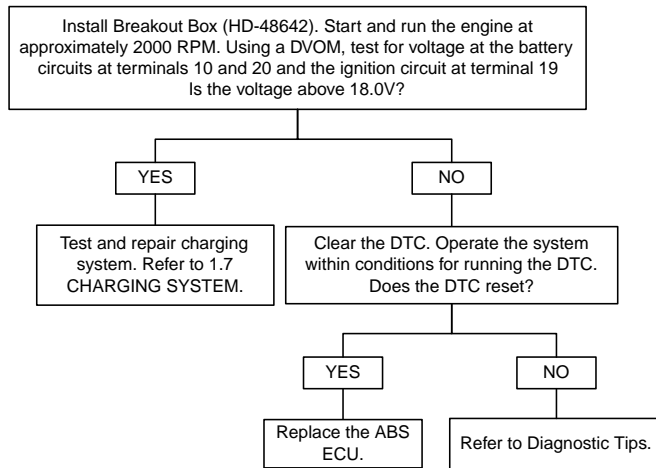 Install Breakout Box (HD-48642). Start and run the engine at
approximately 2000 RPM. Using a DVOM, test for voltage at the battery
circuits at terminals 10 and 20 and the ignition circuit at terminal 19
Is the voltage above 18.0V?
YES
NO
Test and repair charging
system. Refer to 1.7
CHARGING SYSTEM.
Clear the DTC. Operate the system
within conditions for running the DTC.
Does the DTC reset?
YES
NO
Replace the ABS
ECU.
Refer to Diagnostic Tips.